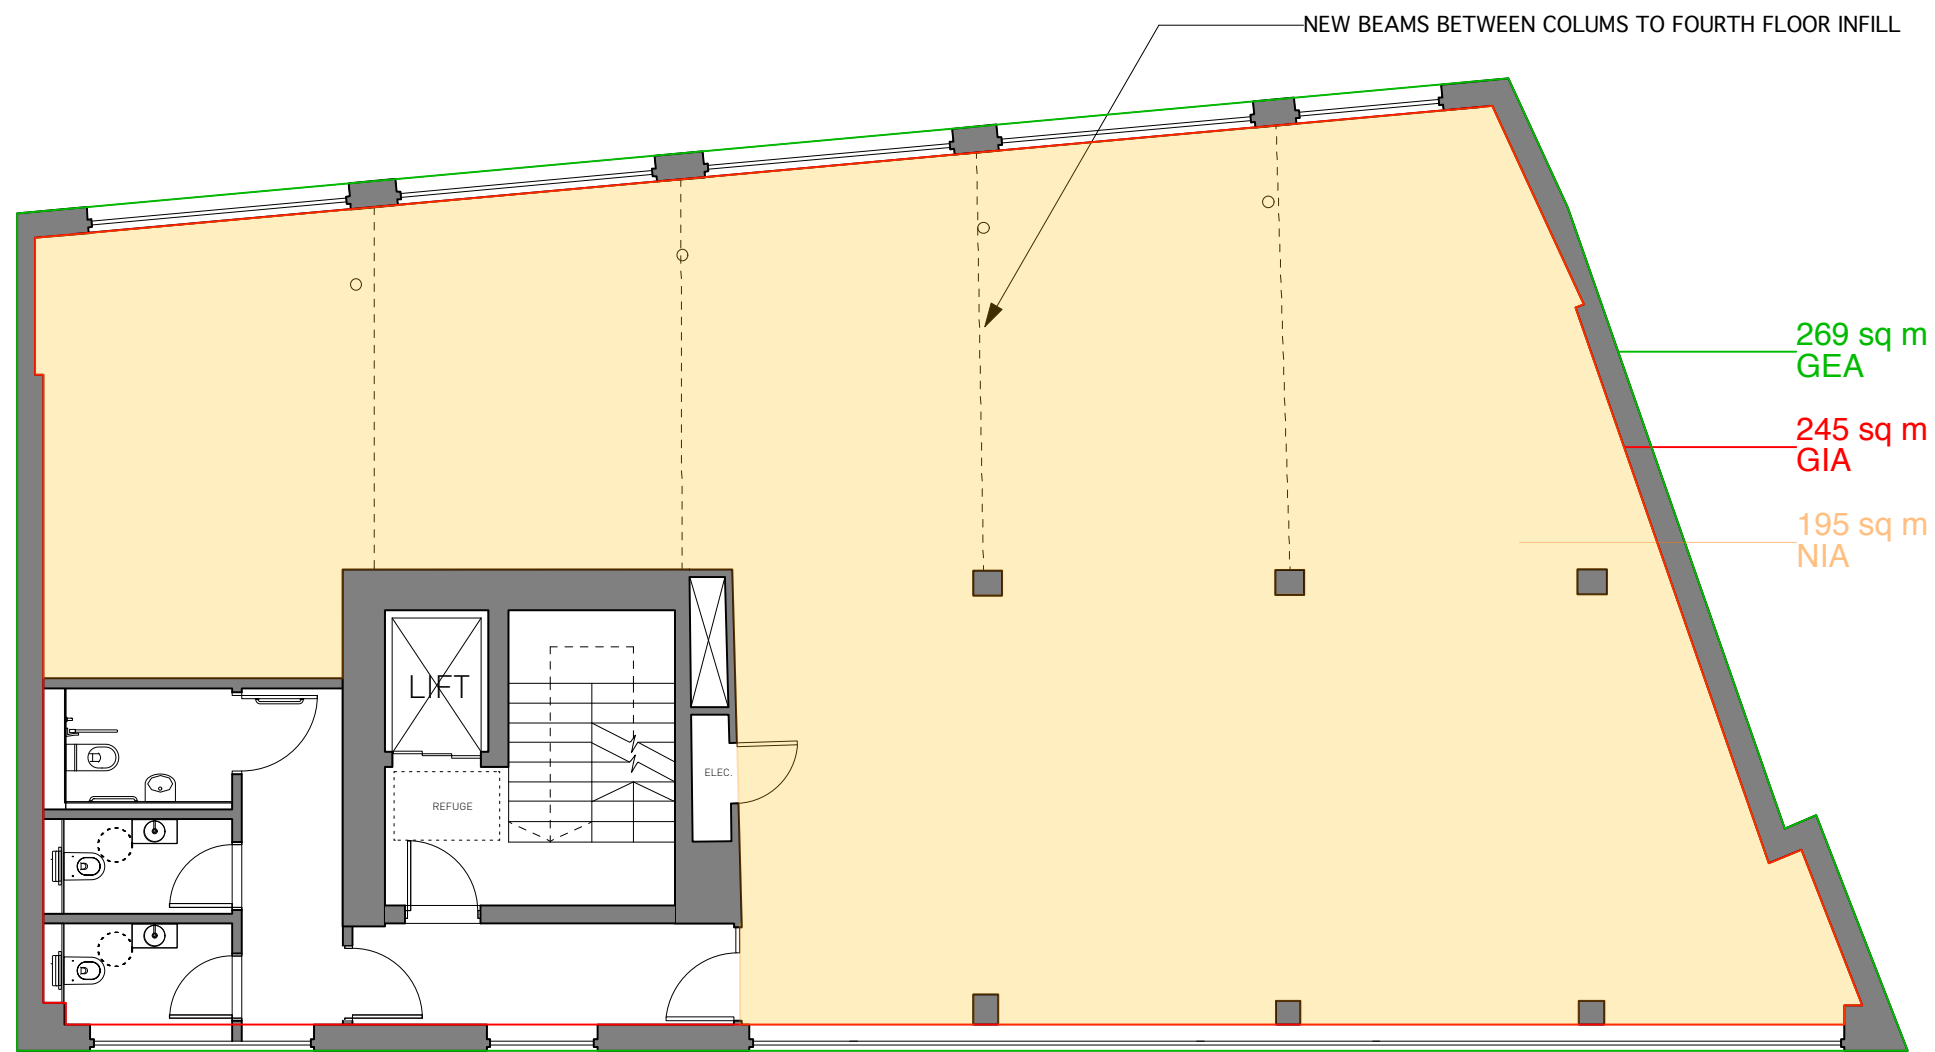 NEW BEAMS BETWEEN COLUMS TO FOURTH FLOOR INFILL
269 sq m
GEA
245 sq m
GIA
195 sq m
NIA
LIFT
ELEC.
REFUGE